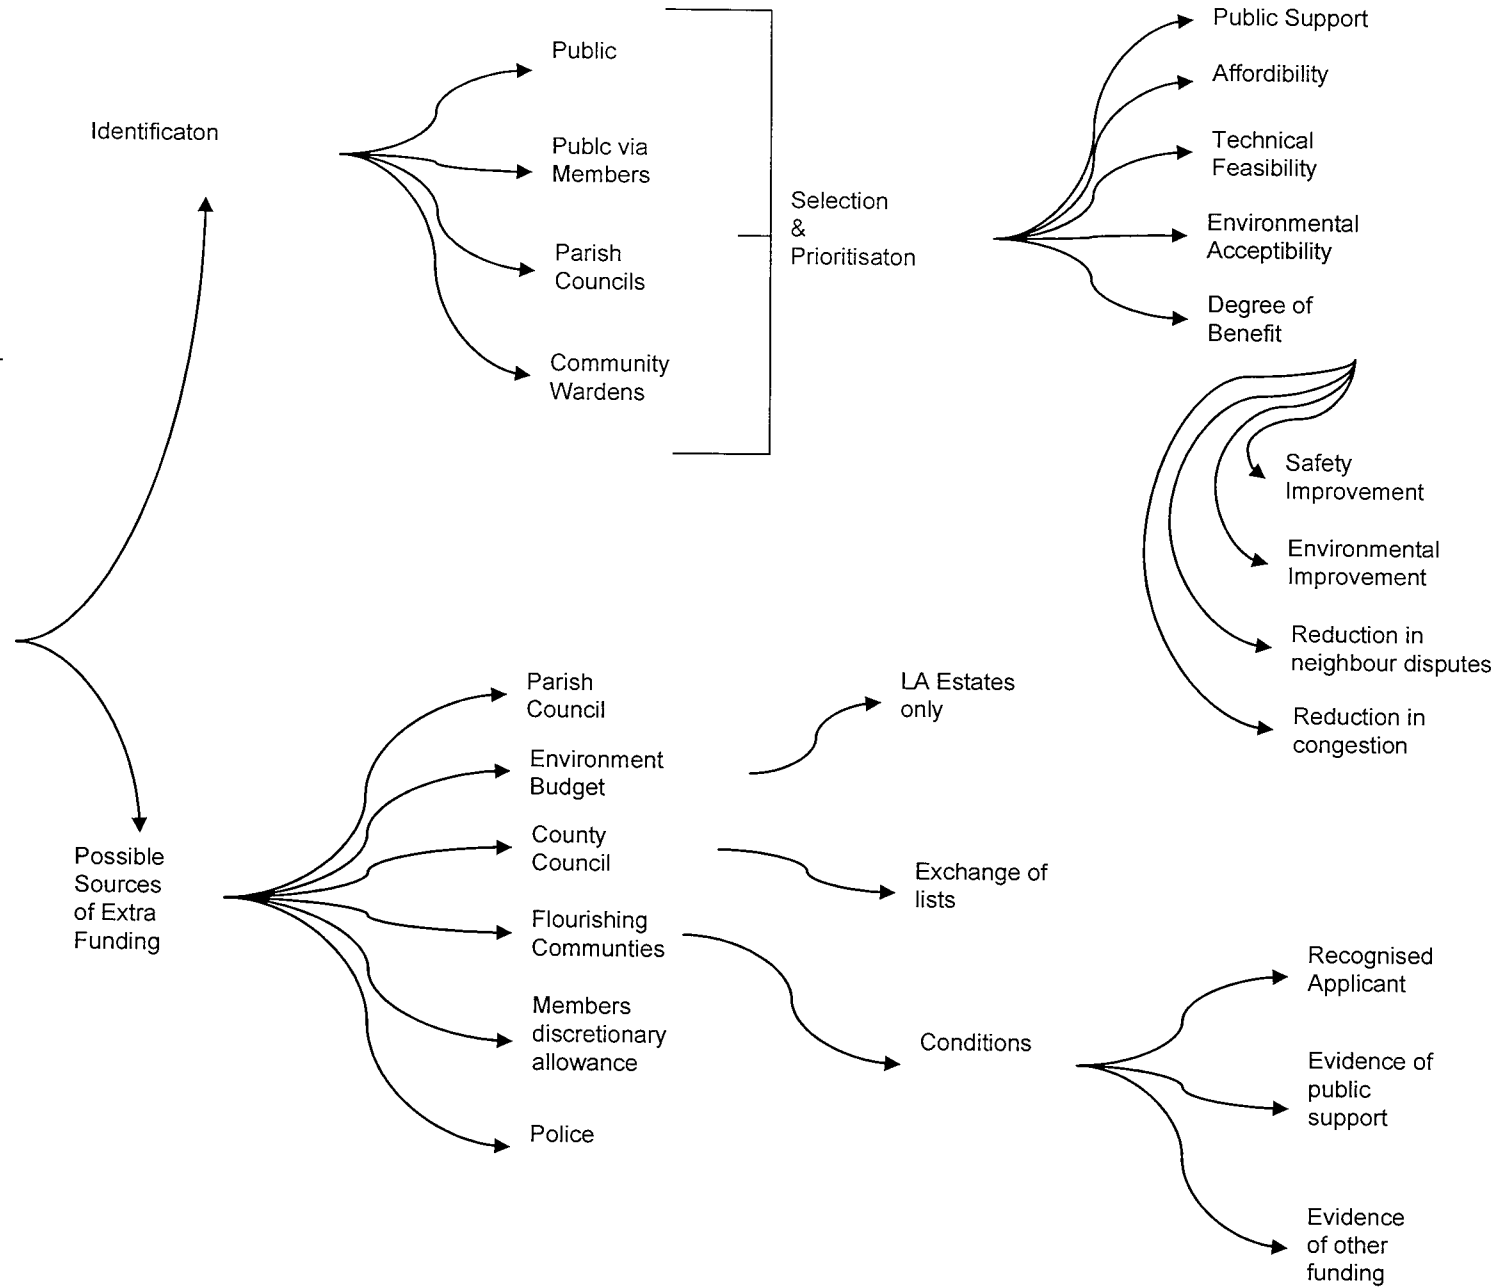 Identificaton
Public
Publc via
Members
Parish
Councils
Community
Wardens
Selection
&
Prioritisaton
Public Support
Affordibility
Technical
Feasibility
Environmental
Acceptibility
Degree of
Benefit
Safety
Improvement
Environmental
Improvement
Reduction in
neighbour disputes
Reduction in
congestion
Possible
Sources
of Extra
Funding
Parish
Council
Environment
Budget
County
Council
Flourishing
Communties
Members
discretionary
allowance
Police
LA Estates
only
Exchange of
lists
Conditions
Recognised
Applicant
Evidence of
public
support
Evidence
of other
funding